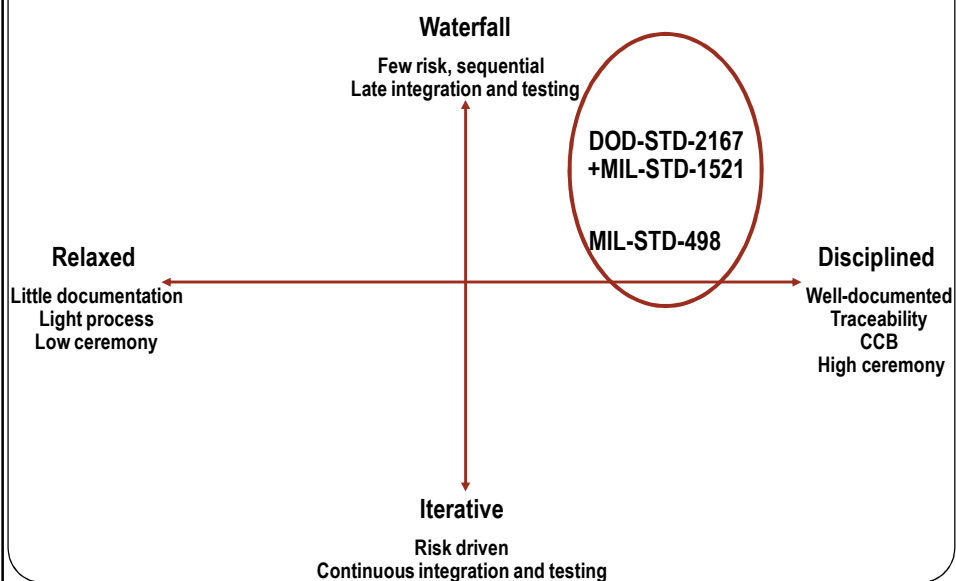 Waterfall
Few risk, sequential
Late integration and testing
DOD-STD-2167
+MIL-STD-1521
MIL-STD-498
Relaxed
Little documentation
Light process
Low ceremony
Disciplined
Well-documented
Traceability
CCB
High ceremony
Iterative
Risk driven
Continuous integration and testing